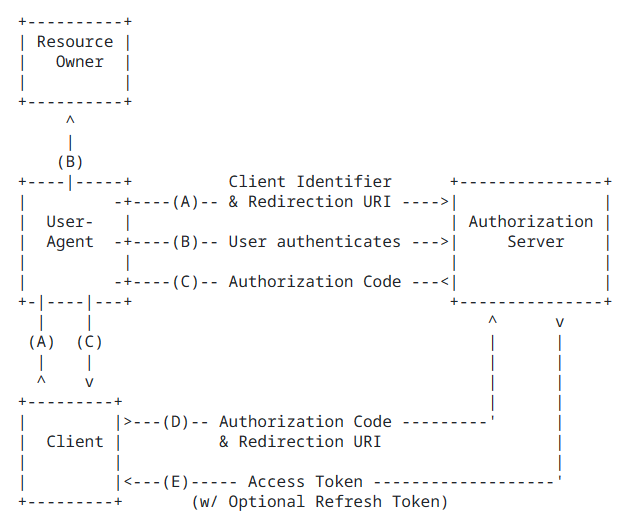 +----------+
| Resource |
|   Owner  |
|          |
+----------+
     ^
     |
    (B)
+----|-----+          Client Identifier      +---------------+
|         -+----(A)-- & Redirection URI ---->|               |
|  User-   |                                 | Authorization |
|  Agent  -+----(B)-- User authenticates --->|     Server    |
|          |                                 |               |
|         -+----(C)-- Authorization Code ---<|               |
+-|----|---+                                 +---------------+
  |    |                                         ^      v
 (A)  (C)                                        |      |
  |    |                                         |      |
  ^    v                                         |      |
+---------+                                      |      |
|         |>---(D)-- Authorization Code ---------'      |
|  Client |          & Redirection URI                  |
|         |                                             |
|         |<---(E)----- Access Token -------------------'
+---------+       (w/ Optional Refresh Token)